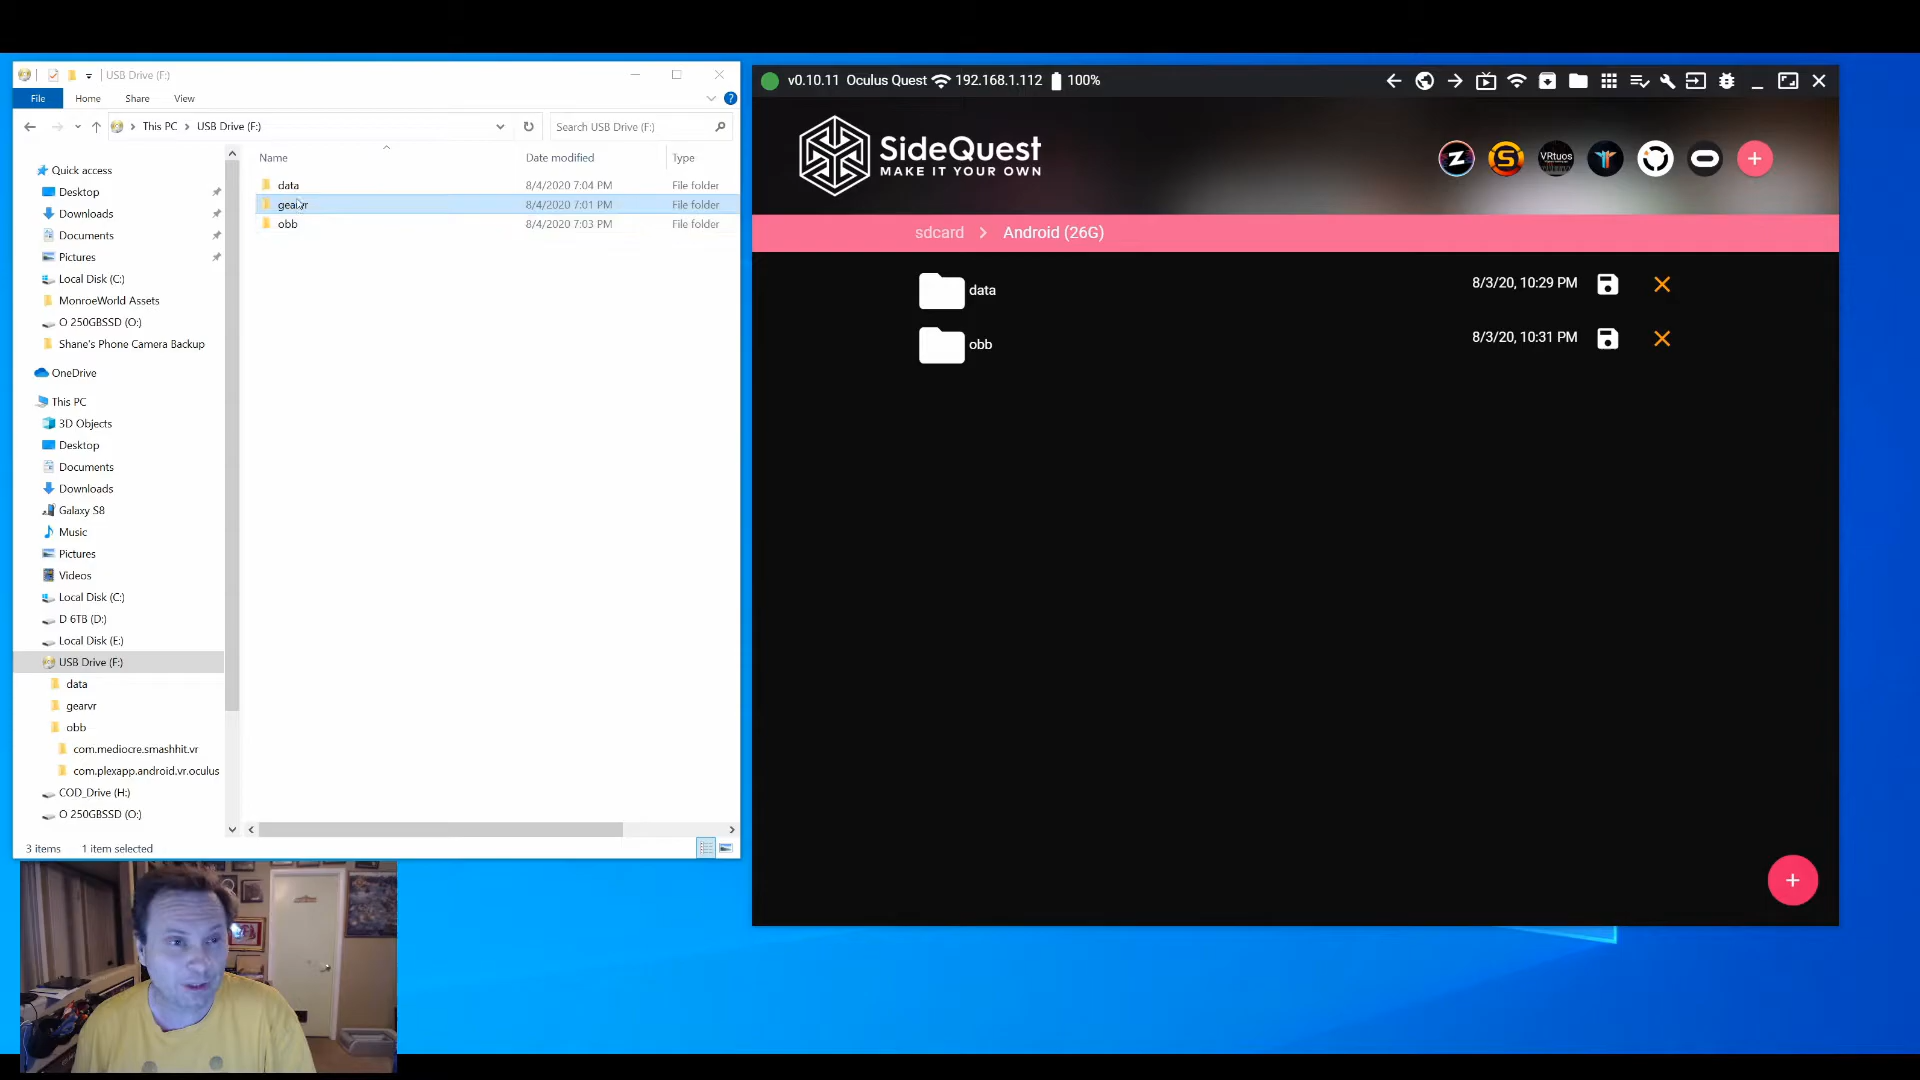 USB Drive (F:)
File Home Share View
This PC USB Drive (F:) Search USB Drive (F:)
Name Date modified Type
data 8/4/2020 7:04 PM File folder
gearvr 8/4/2020 7:01 PM File folder
obb 8/4/2020 7:03 PM File folder
Quick access
Desktop
Downloads
Documents
Pictures
Local Disk (C:)
MonroeWorld Assets
O 250GBSSD (O:)
Shane's Phone Camera Backup
OneDrive
This PC
3D Objects
Desktop
Documents
Downloads
Galaxy S8
Music
Pictures
Videos
Local Disk (C:)
D 6TB (D:)
Local Disk (E:)
USB Drive (F:)
data
gearvr
obb
com.mediocre.smashhit.vr
com.plexapp.android.vr.oculus
COD_Drive (H:)
O 250GBSSD (O:)
3 items 1 item selected
v0.10.11 Oculus Quest 192.168.1.112 100%
SideQuest
MAKE IT YOUR OWN
VRtuos
sdcard > Android (26G)
data 8/3/20, 10:29 PM
obb 8/3/20, 10:31 PM